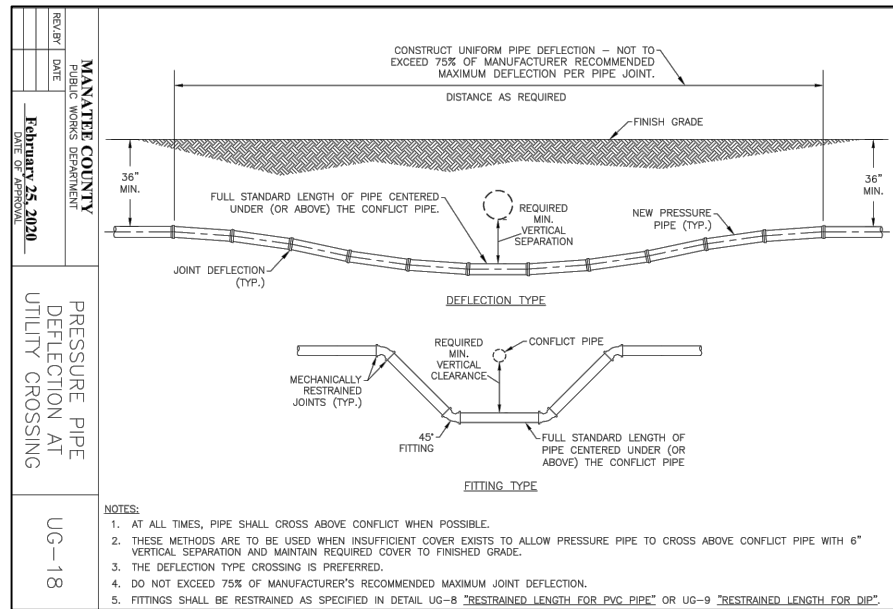 REV.BY
DATE
MANATEE COUNTY
PUBLIC WORKS DEPARTMENT
February 25, 2020
DATE OF APPROVAL
PRESSURE PIPE
DEFLECTION AT
UTILITY CROSSING
UG-18
CONSTRUCT UNIFORM PIPE DEFLECTION – NOT TO
EXCEED 75% OF MANUFACTURER RECOMMENDED
MAXIMUM DEFLECTION PER PIPE JOINT.
DISTANCE AS REQUIRED
FINISH GRADE
36"
MIN.
36"
MIN.
FULL STANDARD LENGTH OF PIPE CENTERED
UNDER (OR ABOVE) THE CONFLICT PIPE.
REQUIRED
MIN.
VERTICAL
SEPARATION
NEW PRESSURE
PIPE (TYP.)
JOINT DEFLECTION
(TYP.)
DEFLECTION TYPE
REQUIRED
MIN.
VERTICAL
CLEARANCE
CONFLICT PIPE
MECHANICALLY
RESTRAINED
JOINTS (TYP.)
45°
FITTING
FULL STANDARD LENGTH OF
PIPE CENTERED UNDER (OR
ABOVE) THE CONFLICT PIPE
FITTING TYPE
NOTES:
1. AT ALL TIMES, PIPE SHALL CROSS ABOVE CONFLICT WHEN POSSIBLE.
2. THESE METHODS ARE TO BE USED WHEN INSUFFICIENT COVER EXISTS TO ALLOW PRESSURE PIPE TO CROSS ABOVE CONFLICT PIPE WITH 6"
VERTICAL SEPARATION AND MAINTAIN REQUIRED COVER TO FINISHED GRADE.
3. THE DEFLECTION TYPE CROSSING IS PREFERRED.
4. DO NOT EXCEED 75% OF MANUFACTURER'S RECOMMENDED MAXIMUM JOINT DEFLECTION.
5. FITTINGS SHALL BE RESTRAINED AS SPECIFIED IN DETAIL UG-8 "RESTRAINED LENGTH FOR PVC PIPE" OR UG-9 "RESTRAINED LENGTH FOR DIP".